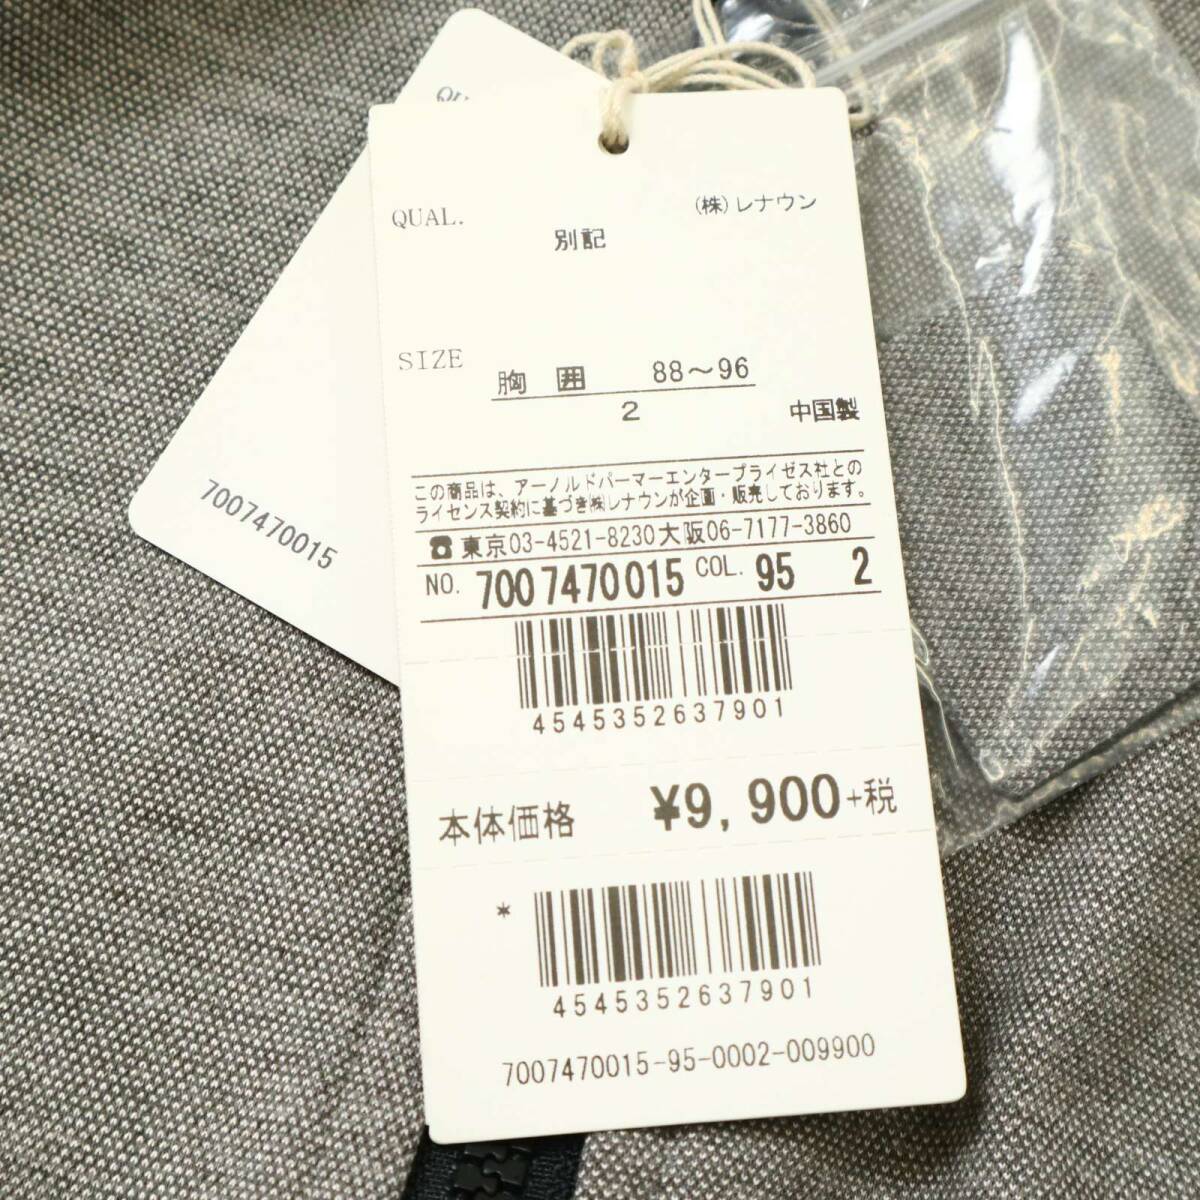 QUAL.
(株)レナウン
別記
SIZE
胸 囲 88～96
2
中国製
この商品は、アーノルドパーマーエンタープライゼス社との
ライセンス契約に基づき㈱レナウンが企画・販売しております。
☎東京03-4521-8230大阪06-7177-3860
NO. 7007470015 COL. 95 2
4545352637901
本体価格 ¥9,900+税
*
4545352637901
7007470015-95-0002-009900
7007470015